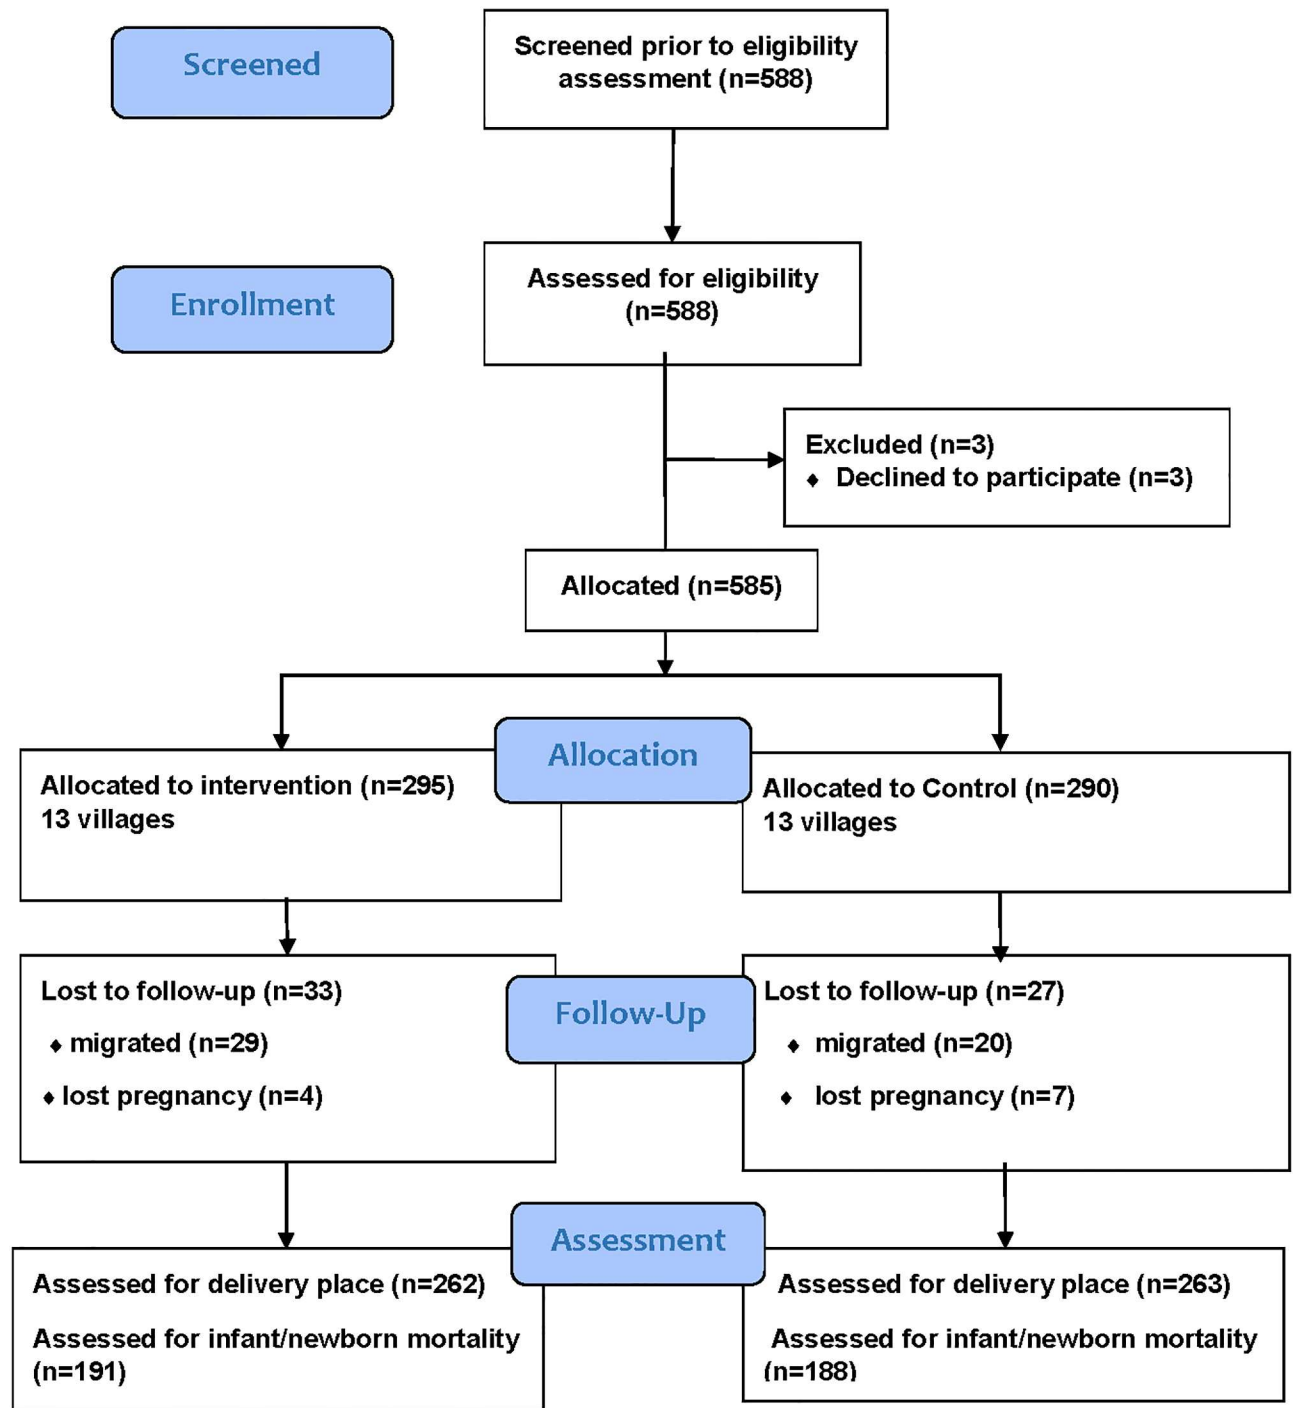 Screened
Screened prior to eligibility
assessment (n=588)
Enrollment
Assessed for eligibility
(n=588)
Excluded (n=3)
♦ Declined to participate (n=3)
Allocated (n=585)
Allocation
Allocated to intervention (n=295)
13 villages
Allocated to Control (n=290)
13 villages
Follow-Up
Lost to follow-up (n=33)
♦ migrated (n=29)
♦ lost pregnancy (n=4)
Lost to follow-up (n=27)
♦ migrated (n=20)
♦ lost pregnancy (n=7)
Assessment
Assessed for delivery place (n=262)
Assessed for infant/newborn mortality
(n=191)
Assessed for delivery place (n=263)
Assessed for infant/newborn mortality
(n=188)